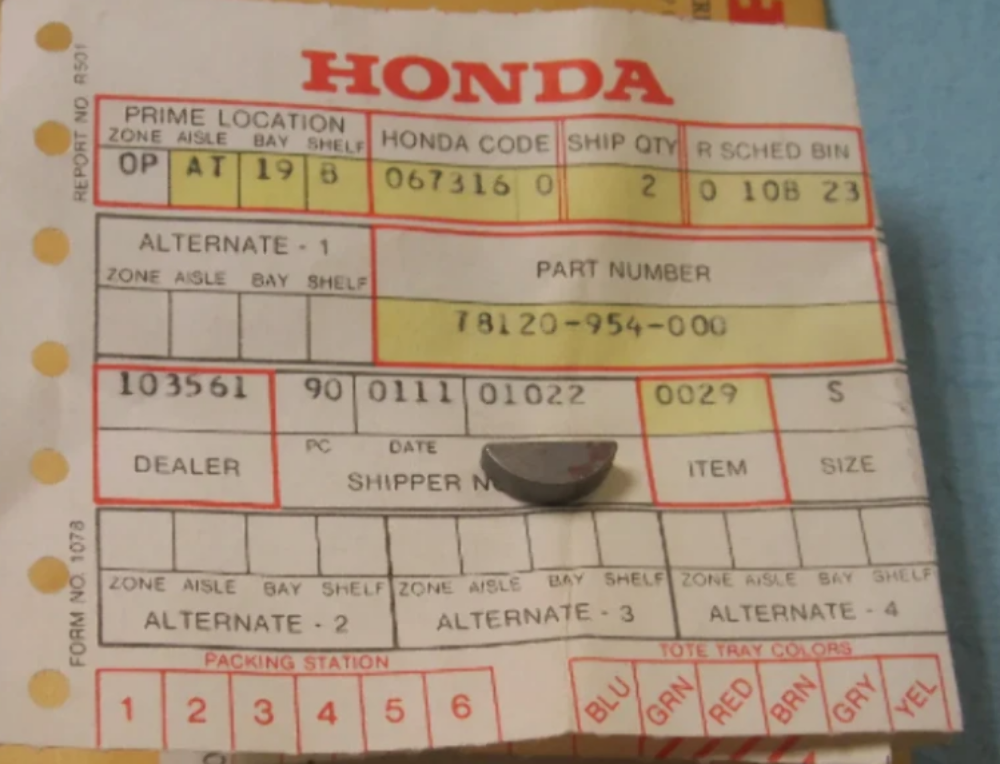 HONDA
REPORT NO R501
PRIME LOCATION HONDA CODE SHIP QTY R SCHED BIN
ZONE AISLE BAY SHELF
OP AT 19 B 067316 0 2 0 10B 23
ALTERNATE - 1 PART NUMBER
ZONE AISLE BAY SHELF
78120-954-000
103561 90 0111 01022 0029 S
PC DATE
DEALER SHIPPER ITEM SIZE
FORM NO. 1078
ZONE AISLE BAY SHELF ZONE AISLE BAY SHELF ZONE AISLE BAY SHELF
ALTERNATE - 2 ALTERNATE - 3 ALTERNATE - 4
PACKING STATION TOTE TRAY COLORS
1 2 3 4 5 6 BLU GRN RED BRN GRY YEL